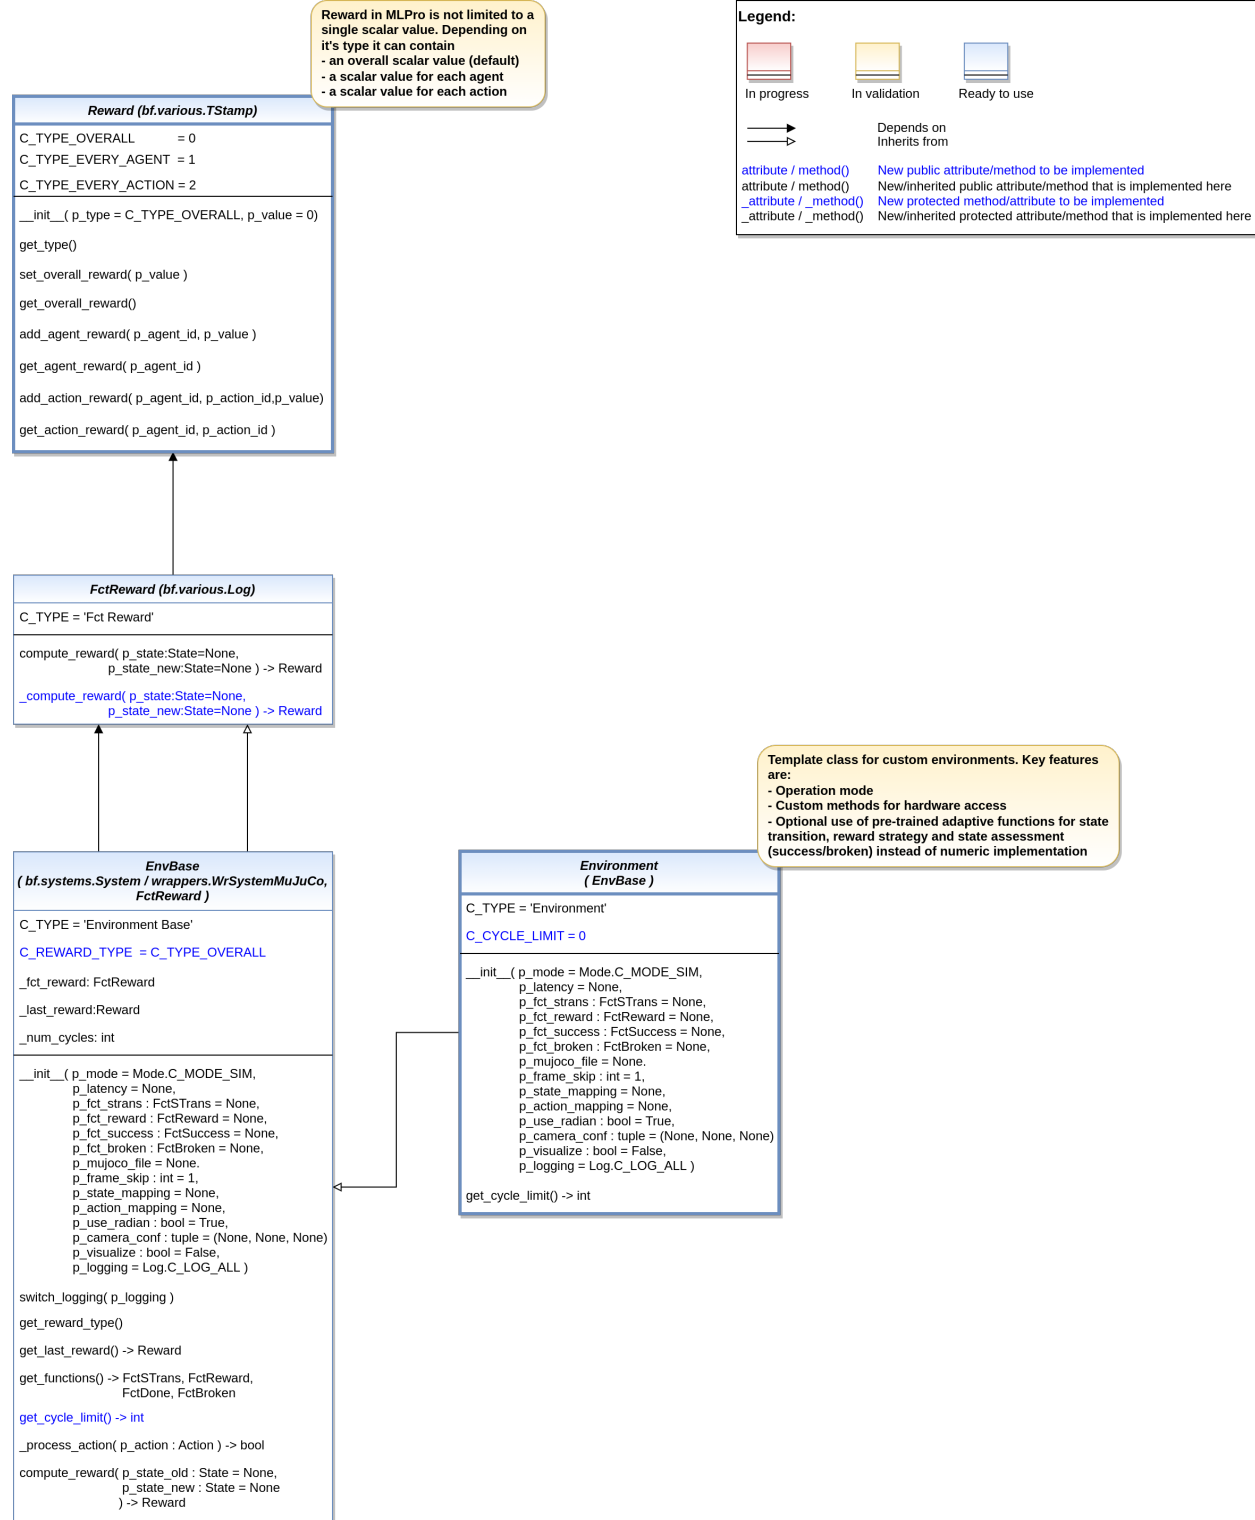 Reward in MLPro is not limited to a
single scalar value. Depending on
it's type it can contain
- an overall scalar value (default)
- a scalar value for each agent
- a scalar value for each action
Legend:
In progress
In validation
Ready to use
Depends on
Inherits from
attribute / method() New public attribute/method to be implemented
attribute / method() New/inherited public attribute/method that is implemented here
_attribute / _method() New protected method/attribute to be implemented
_attribute / _method() New/inherited protected attribute/method that is implemented here
Reward (bf.various.TStamp)
C_TYPE_OVERALL = 0
C_TYPE_EVERY_AGENT = 1
C_TYPE_EVERY_ACTION = 2
__init__( p_type = C_TYPE_OVERALL, p_value = 0)
get_type()
set_overall_reward( p_value )
get_overall_reward()
add_agent_reward( p_agent_id, p_value )
get_agent_reward( p_agent_id )
add_action_reward( p_agent_id, p_action_id,p_value)
get_action_reward( p_agent_id, p_action_id )
FctReward (bf.various.Log)
C_TYPE = 'Fct Reward'
compute_reward( p_state:State=None,
p_state_new:State=None ) -> Reward
_compute_reward( p_state:State=None,
p_state_new:State=None ) -> Reward
EnvBase
( bf.systems.System / wrappers.WrSystemMuJuCo,
FctReward )
C_TYPE = 'Environment Base'
C_REWARD_TYPE = C_TYPE_OVERALL
_fct_reward: FctReward
_last_reward:Reward
_num_cycles: int
__init__( p_mode = Mode.C_MODE_SIM,
p_latency = None,
p_fct_strans : FctSTrans = None,
p_fct_reward : FctReward = None,
p_fct_success : FctSuccess = None,
p_fct_broken : FctBroken = None,
p_mujoco_file = None.
p_frame_skip : int = 1,
p_state_mapping = None,
p_action_mapping = None,
p_use_radian : bool = True,
p_camera_conf : tuple = (None, None, None)
p_visualize : bool = False,
p_logging = Log.C_LOG_ALL )
switch_logging( p_logging )
get_reward_type()
get_last_reward() -> Reward
get_functions() -> FctSTrans, FctReward,
FctDone, FctBroken
get_cycle_limit() -> int
_process_action( p_action : Action ) -> bool
compute_reward( p_state_old : State = None,
p_state_new : State = None
) -> Reward
Template class for custom environments. Key features
are:
- Operation mode
- Custom methods for hardware access
- Optional use of pre-trained adaptive functions for state
transition, reward strategy and state assessment
(success/broken) instead of numeric implementation
Environment
( EnvBase )
C_TYPE = 'Environment'
C_CYCLE_LIMIT = 0
__init__( p_mode = Mode.C_MODE_SIM,
p_latency = None,
p_fct_strans : FctSTrans = None,
p_fct_reward : FctReward = None,
p_fct_success : FctSuccess = None,
p_fct_broken : FctBroken = None,
p_mujoco_file = None.
p_frame_skip : int = 1,
p_state_mapping = None,
p_action_mapping = None,
p_use_radian : bool = True,
p_camera_conf : tuple = (None, None, None)
p_visualize : bool = False,
p_logging = Log.C_LOG_ALL )
get_cycle_limit() -> int